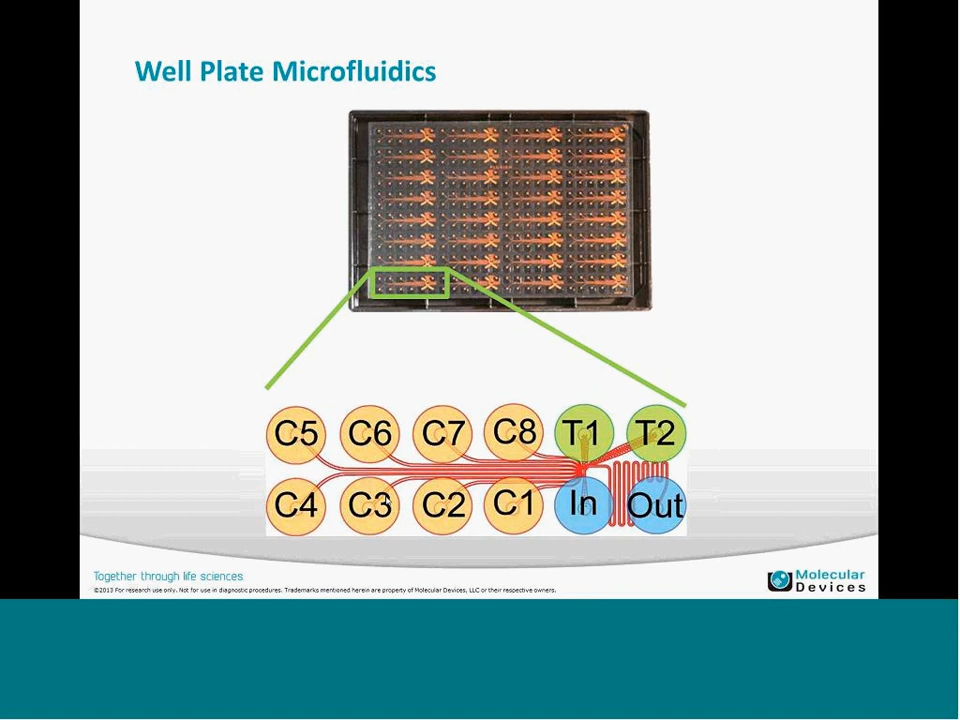 Well Plate Microfluidics
C5 C6 C7 C8 T1 T2
C4 C3 C2 C1 In Out
Together through life sciences
Molecular
Devices
©2013 For research use only. Not for use in diagnostic procedures. Trademarks mentioned herein are property of Molecular Devices, LLC or their respective owners.